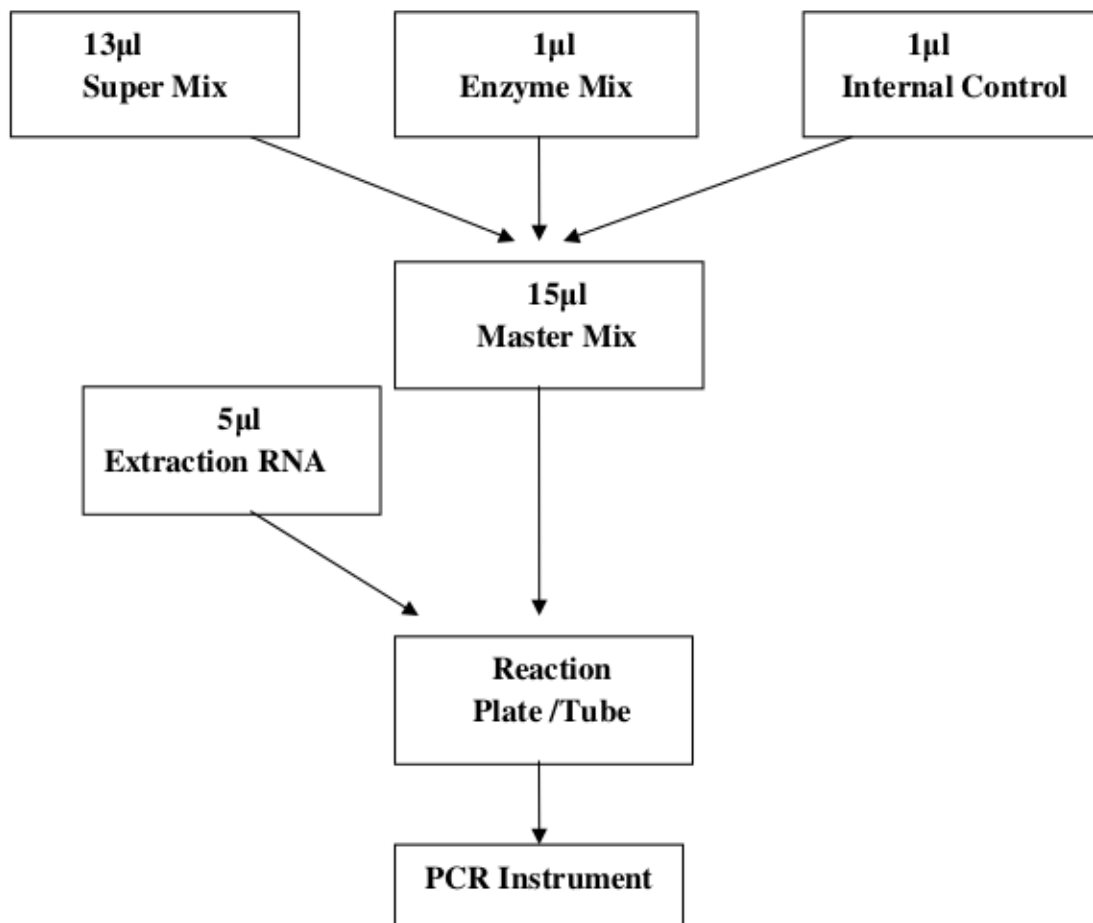 13µl
Super Mix
1µl
Enzyme Mix
1µl
Internal Control
15µl
Master Mix
5µl
Extraction RNA
Reaction
Plate /Tube
PCR Instrument